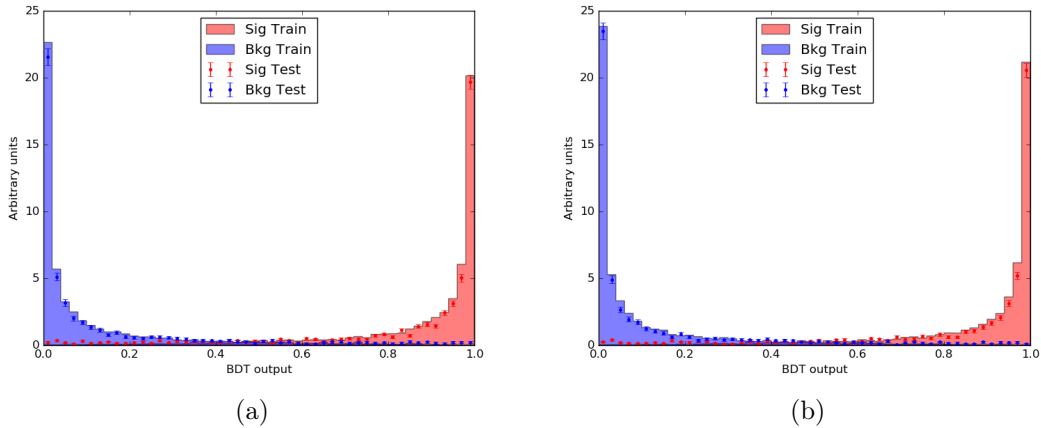 25
20
15
10
5
0
Arbitrary units
0.0 0.2 0.4 0.6 0.8 1.0
BDT output
Sig Train
Bkg Train
Sig Test
Bkg Test
(a)
25
20
15
10
5
0
Arbitrary units
0.0 0.2 0.4 0.6 0.8 1.0
BDT output
Sig Train
Bkg Train
Sig Test
Bkg Test
(b)